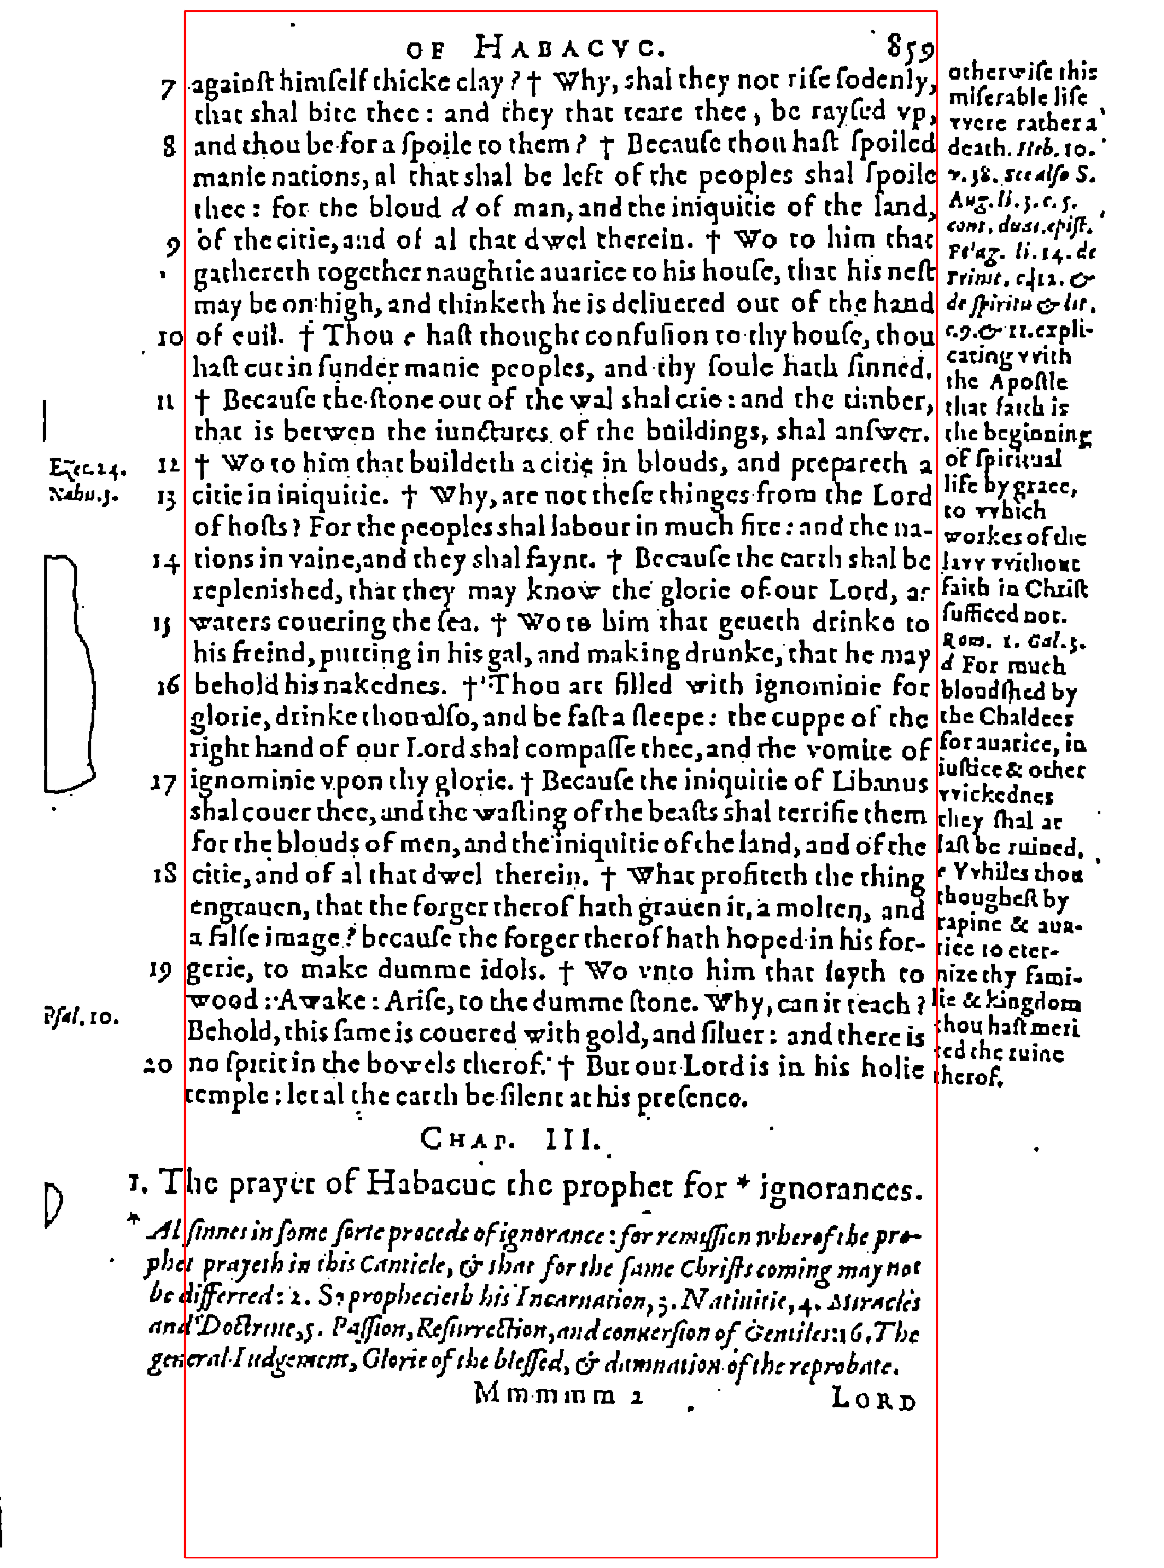 OF HABACVC. 859
7 againſt himſelf thicke clay? † Why, shal they not riſe ſodenly,
that shal bite thee: and they that teare thee, be rayſed vp,
8 and thou be for a ſpoile to them? † Becauſe thou haſt ſpoiled
manie nations, al that shal be left of the peoples shal ſpoile
thee: for the bloud d of man, and the iniquitie of the land,
9 of the citie, and of al that dwel therein. † Wo to him that
gathereth together naughtie auarice to his houſe, that his neſt
may be on high, and thinketh he is deliuered out of the hand
10 of euil. † Thou e haſt thought confuſion to thy houſe, thou
haſt cut in ſunder manie peoples, and thy ſoule hath ſinned.
11 † Becauſe the ſtone out of the wal shal crie: and the timber,
that is betwen the iunctures of the buildings, shal anſwer.
12 † Wo to him that buildeth a citie in blouds, and prepareth a
13 citie in iniquitie. † Why, are not theſe thinges from the Lord
of hoſts? For the peoples shal labour in much fire: and the na-
14 tions in vaine, and they shal faynt. † Becauſe the earth shal be
replenished, that they may know the glorie of our Lord, as
15 waters couering the ſea. † Wo to him that geueth drinke to
his freind, putting in his gal, and making drunke, that he may
16 behold his nakednes. † Thou art filled with ignominie for
glorie, drinke thou alſo, and be faſt a ſleepe: the cuppe of the
right hand of our Lord shal compaſſe thee, and the vomite of
17 ignominie vpon thy glorie. † Becauſe the iniquitie of Libanus
shal couer thee, and the waſting of the beaſts shal terrifie them
for the blouds of men, and the iniquitie of the land, and of the
18 citie, and of al that dwel therein. † What profiteth the thing
engrauen, that the forger therof hath grauen it, a molten, and
a falſe image? becauſe the forger therof hath hoped in his for-
19 gerie, to make dumme idols. † Wo vnto him that ſayth to
wood: Awake: Ariſe, to the dumme ſtone. Why, can it teach?
Behold, this ſame is couered with gold, and ſiluer: and there is
20 no ſpirit in the bowels therof. † But our Lord is in his holie
temple: let al the earth be ſilent at his preſence.
Ezec. 24.
Nahu. 3.
Pſal. 10.
otherwiſe this
miſerable life
vvere rather a
death. Heb. 10.
v. 38. See alſo S.
Aug. li. 3. c. 5.
cont. duas epiſt.
Pelag. li. 14. de
Trinit. c. 12. &
de ſpiritu & lit.
c. 9. & 11. expli-
cating vvith
the Apoſtle
that faith is
the beginning
of ſpiritual
life by grace,
to vvhich
workes of the
lavv vvithout
faith in Chriſt
ſufficed not.
Rom. 1. Gal. 3.
d For much
bloudſhed by
the Chaldees
for auarice, in
iuſtice & other
vvickednes
they ſhal at
laſt be ruined.
e Vvhiles thou
thougheſt by
rapine & aua-
rice to eter-
nize thy fami-
lie & kingdom
thou haſt meri
ted the ruine
therof.
CHAP. III.
1. The prayer of Habacuc the prophet for * ignorances.
* Al ſinnes in ſome ſorte procede of ignorance: for remiſſion wherof the pro-
phet prayeth in this Canticle, & that for the ſame Chriſts coming may not
be differred: 2. So prophecieth his Incarnation, 3. Natiuitie, 4. Miracles
and Doctrine, 5. Paſſion, Reſurrection, and conuerſion of Gentiles: 16. The
general Iudgement, Glorie of the bleſſed, & damnation of the reprobate.
Mmmmmm 2 LORD